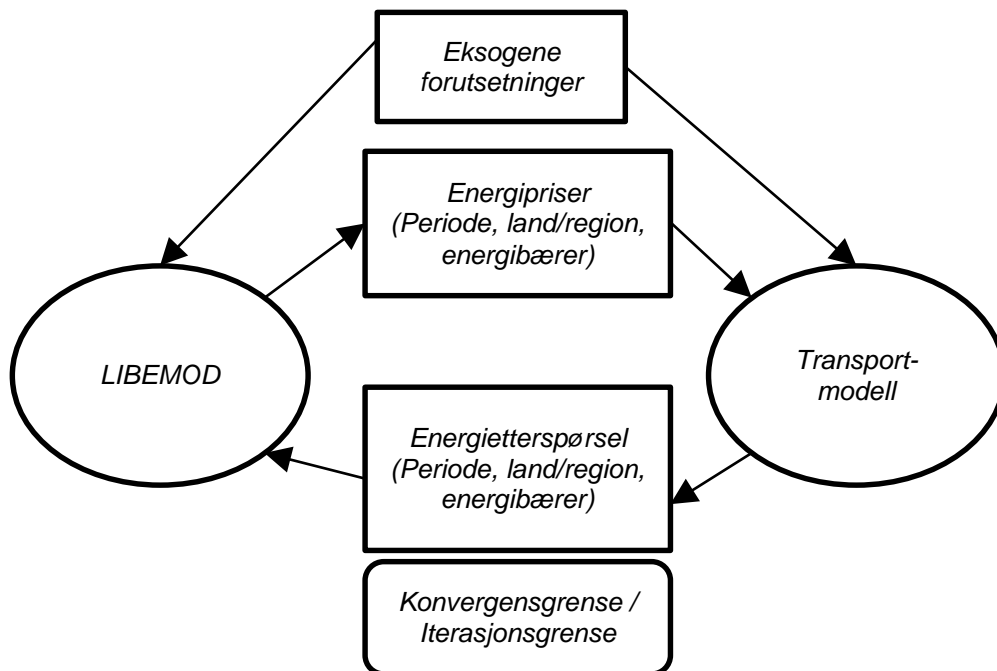 Eksogene
forutsetninger
Energipriser
(Periode, land/region,
energibærer)
LIBEMOD
Transport-
modell
Energietterspørsel
(Periode, land/region,
energibærer)
Konvergensgrense /
Iterasjonsgrense